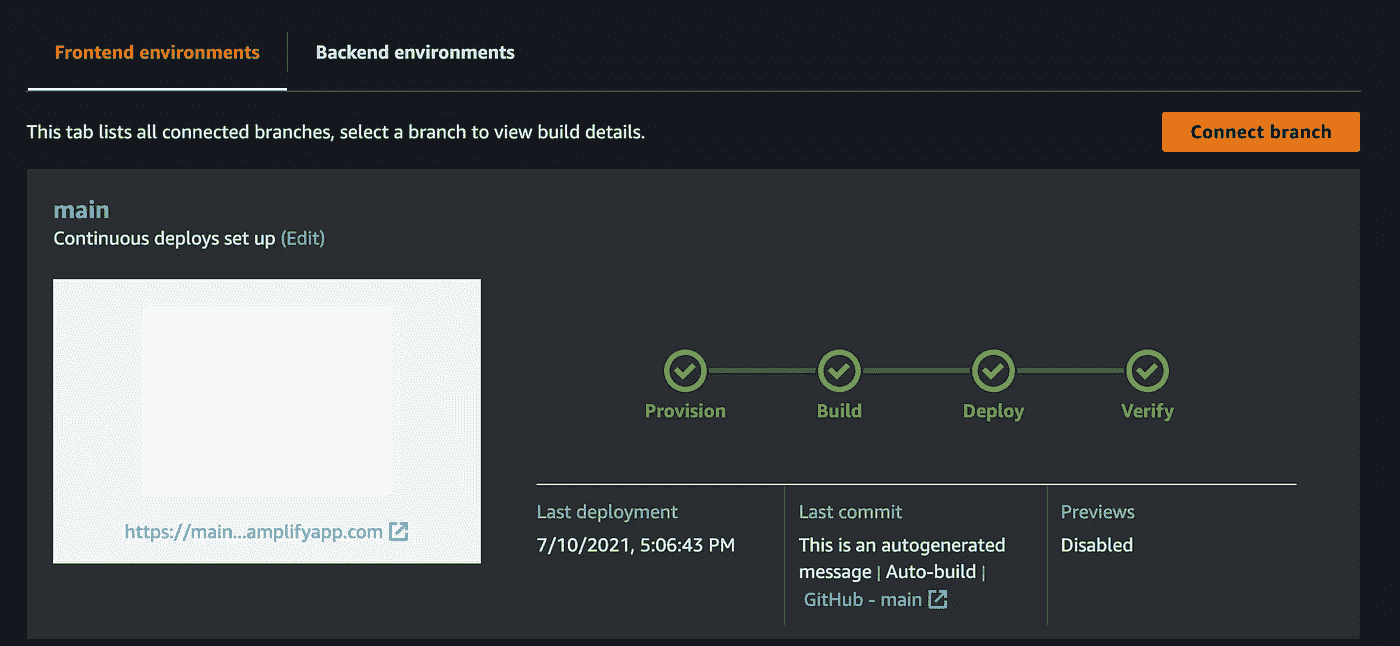 Frontend environments
Backend environments
This tab lists all connected branches, select a branch to view build details.
Connect branch
main
Continuous deploys set up (Edit)
https://main...amplifyapp.com
Provision
Build
Deploy
Verify
Last deployment
7/10/2021, 5:06:43 PM
Last commit
This is an autogenerated
message | Auto-build |
GitHub - main
Previews
Disabled